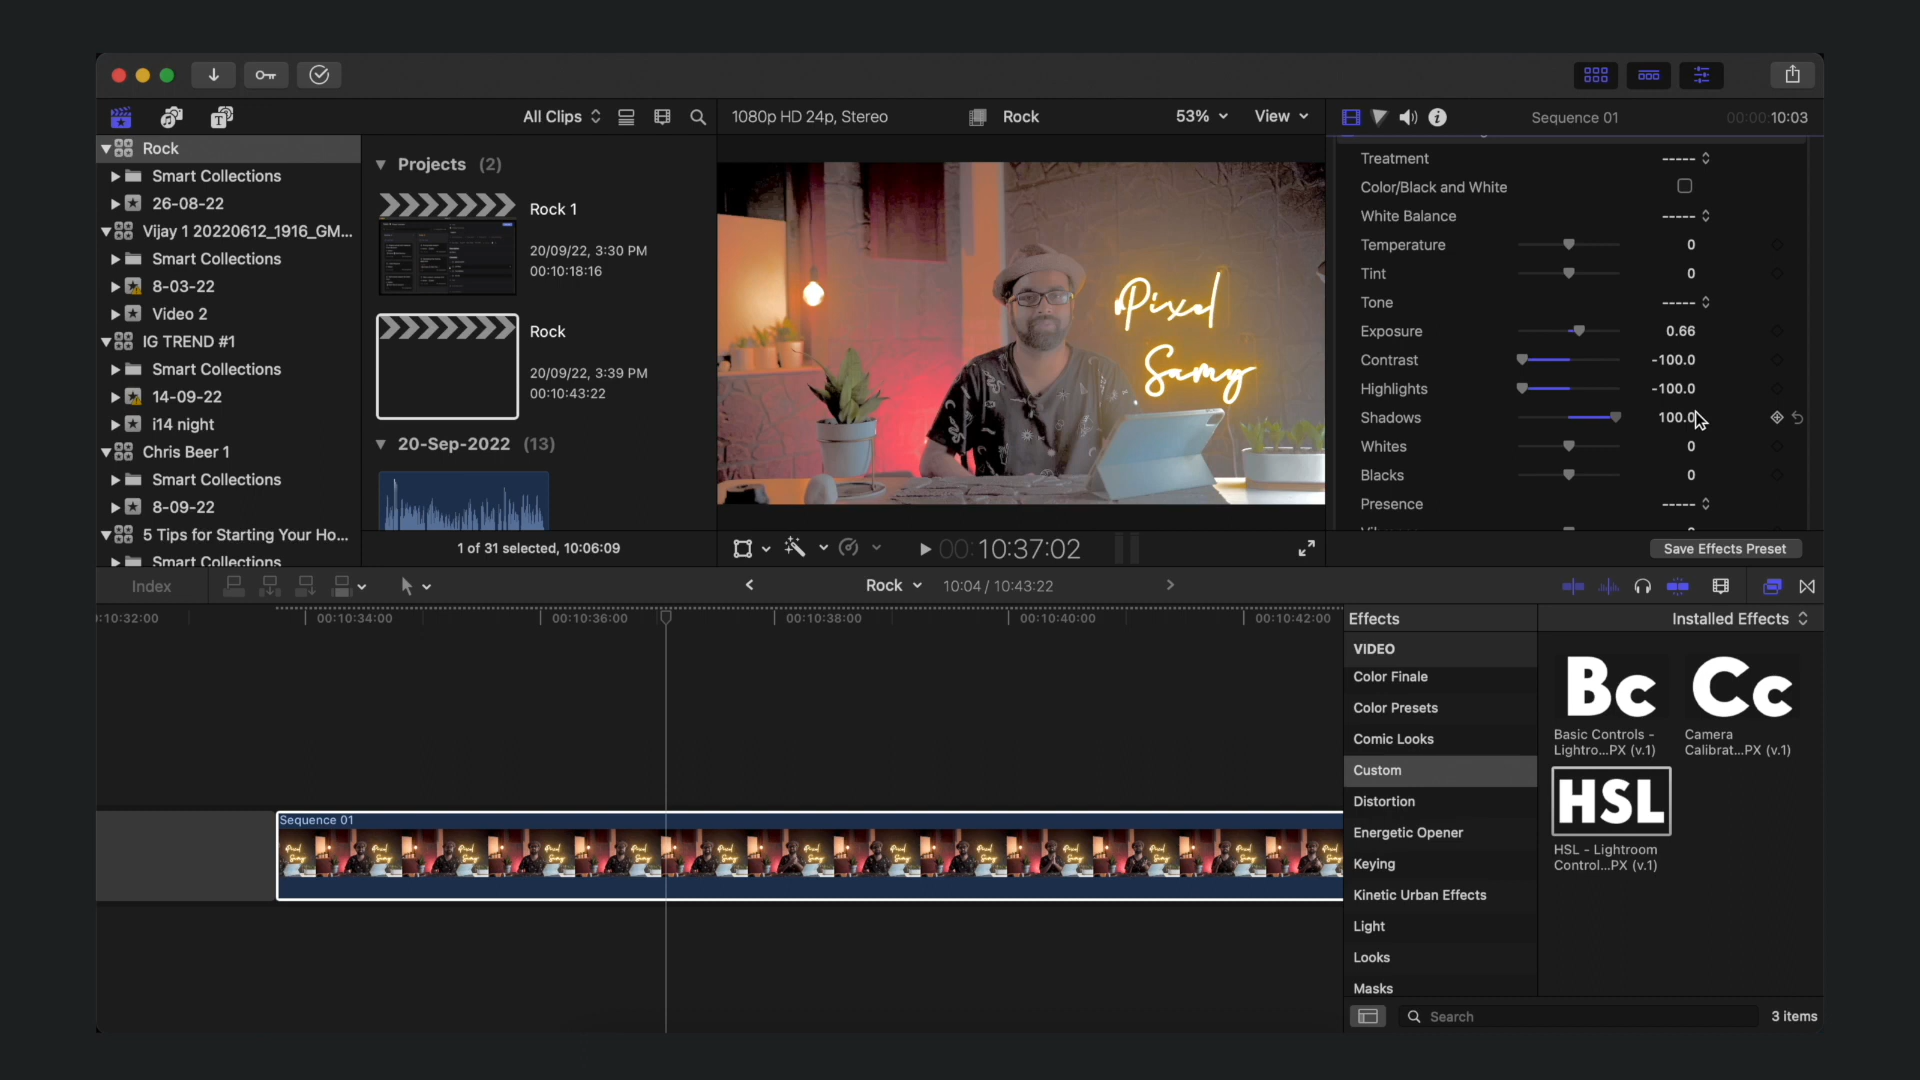 All Clips
1080p HD 24p, Stereo
Rock
53%
View
Sequence 01
00:00:10:03
Rock
Smart Collections
26-08-22
Vijay 1 20220612_1916_GM...
Smart Collections
8-03-22
Video 2
IG TREND #1
Smart Collections
14-09-22
i14 night
Chris Beer 1
Smart Collections
8-09-22
5 Tips for Starting Your Ho...
Smart Collections
Projects (2)
Rock 1
20/09/22, 3:30 PM
00:10:18:16
Rock
20/09/22, 3:39 PM
00:10:43:22
20-Sep-2022 (13)
1 of 31 selected, 10:06:09
Pixel
Samy
00:10:37:02
Treatment -----
Color/Black and White
White Balance -----
Temperature 0
Tint 0
Tone -----
Exposure 0.66
Contrast -100.0
Highlights -100.0
Shadows 100.0
Whites 0
Blacks 0
Presence -----
Save Effects Preset
Index
Rock
10:04 / 10:43:22
:10:32:00
00:10:34:00
00:10:36:00
00:10:38:00
00:10:40:00
00:10:42:00
Sequence 01
Effects
Installed Effects
VIDEO
Color Finale
Color Presets
Comic Looks
Custom
Distortion
Energetic Opener
Keying
Kinetic Urban Effects
Light
Looks
Masks
Bc
Basic Controls -
Lightro...PX (v.1)
Cc
Camera
Calibrat...PX (v.1)
HSL
HSL - Lightroom
Control...PX (v.1)
Search
3 items